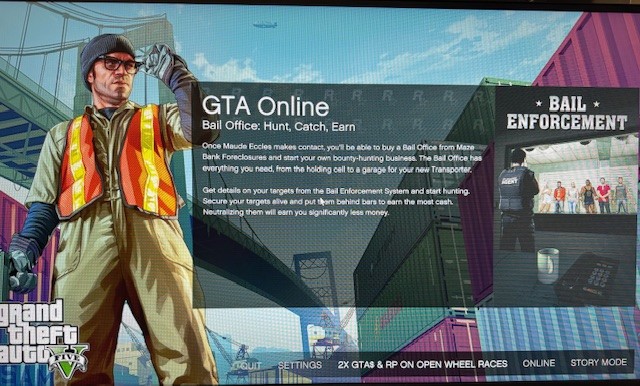 GTA Online
Bail Office: Hunt, Catch, Earn
Once Maude Eccles makes contact, you'll be able to buy a Bail Office from Maze
Bank Foreclosures and start your own bounty-hunting business. The Bail Office has
everything you need, from the holding cell to a garage for your new Transporter.
Get details on your targets from the Bail Enforcement System and start hunting.
Secure your targets alive and put them behind bars to earn the most cash.
Neutralizing them will earn you significantly less money.
★ BAIL ★
ENFORCEMENT
AGENT
grand
theft
auto
V
FIVE
QUIT SETTINGS 2X GTA$ & RP ON OPEN WHEEL RACES ONLINE STORY MODE